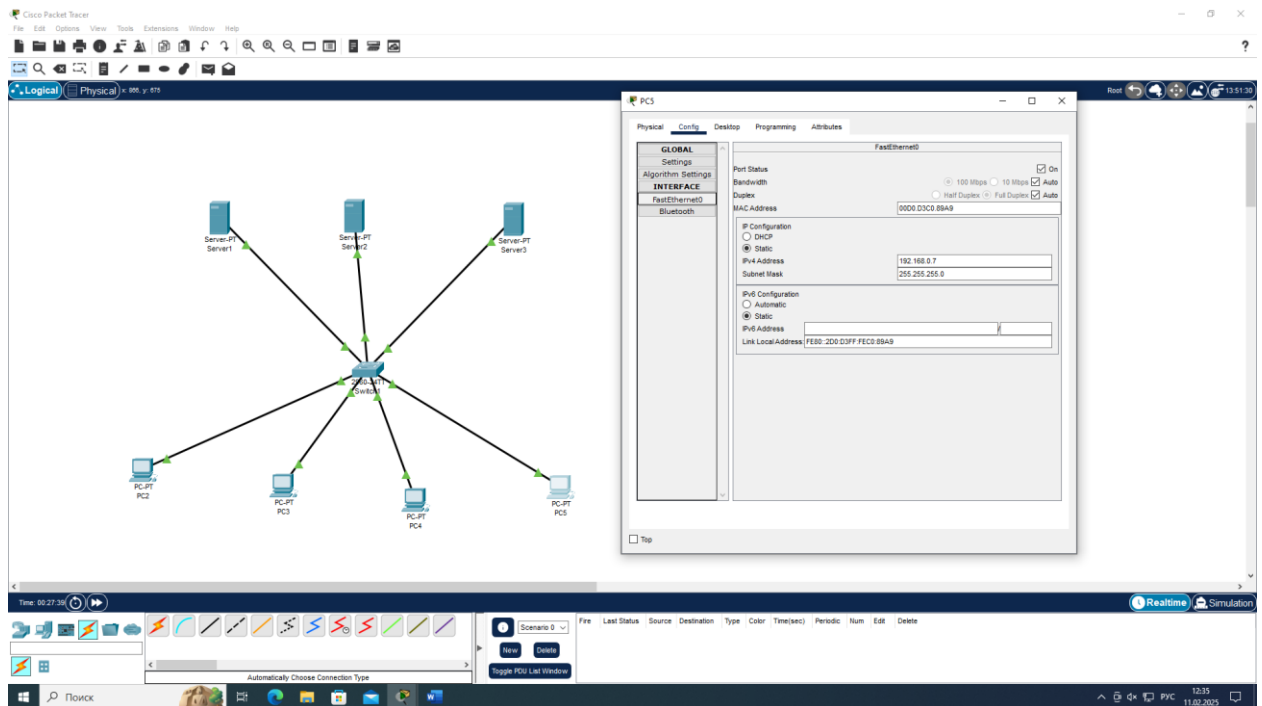 Cisco Packet Tracer
File Edit Options View Tools Extensions Window Help
?
Logical Physical x: 866, y: 675
Root 13:51:30
PC5
Physical Config Desktop Programming Attributes
GLOBAL
Settings
Algorithm Settings
INTERFACE
FastEthernet0
Bluetooth
FastEthernet0
Port Status On
Bandwidth 100 Mbps 10 Mbps Auto
Duplex Half Duplex Full Duplex Auto
MAC Address 00D0.D3C0.89A9
IP Configuration
DHCP
Static
IPv4 Address 192.168.0.7
Subnet Mask 255.255.255.0
IPv6 Configuration
Automatic
Static
IPv6 Address /
Link Local Address: FE80::2D0:D3FF:FEC0:89A9
Top
Server-PT
Server1
Server-PT
Server2
Server-PT
Server3
2960-24TT
Switch1
PC-PT
PC2
PC-PT
PC3
PC-PT
PC4
PC-PT
PC5
Time: 00:27:39
Realtime Simulation
Scenario 0
New Delete
Toggle PDU List Window
Fire Last Status Source Destination Type Color Time(sec) Periodic Num Edit Delete
Automatically Choose Connection Type
Поиск
РУС
12:35
11.02.2025